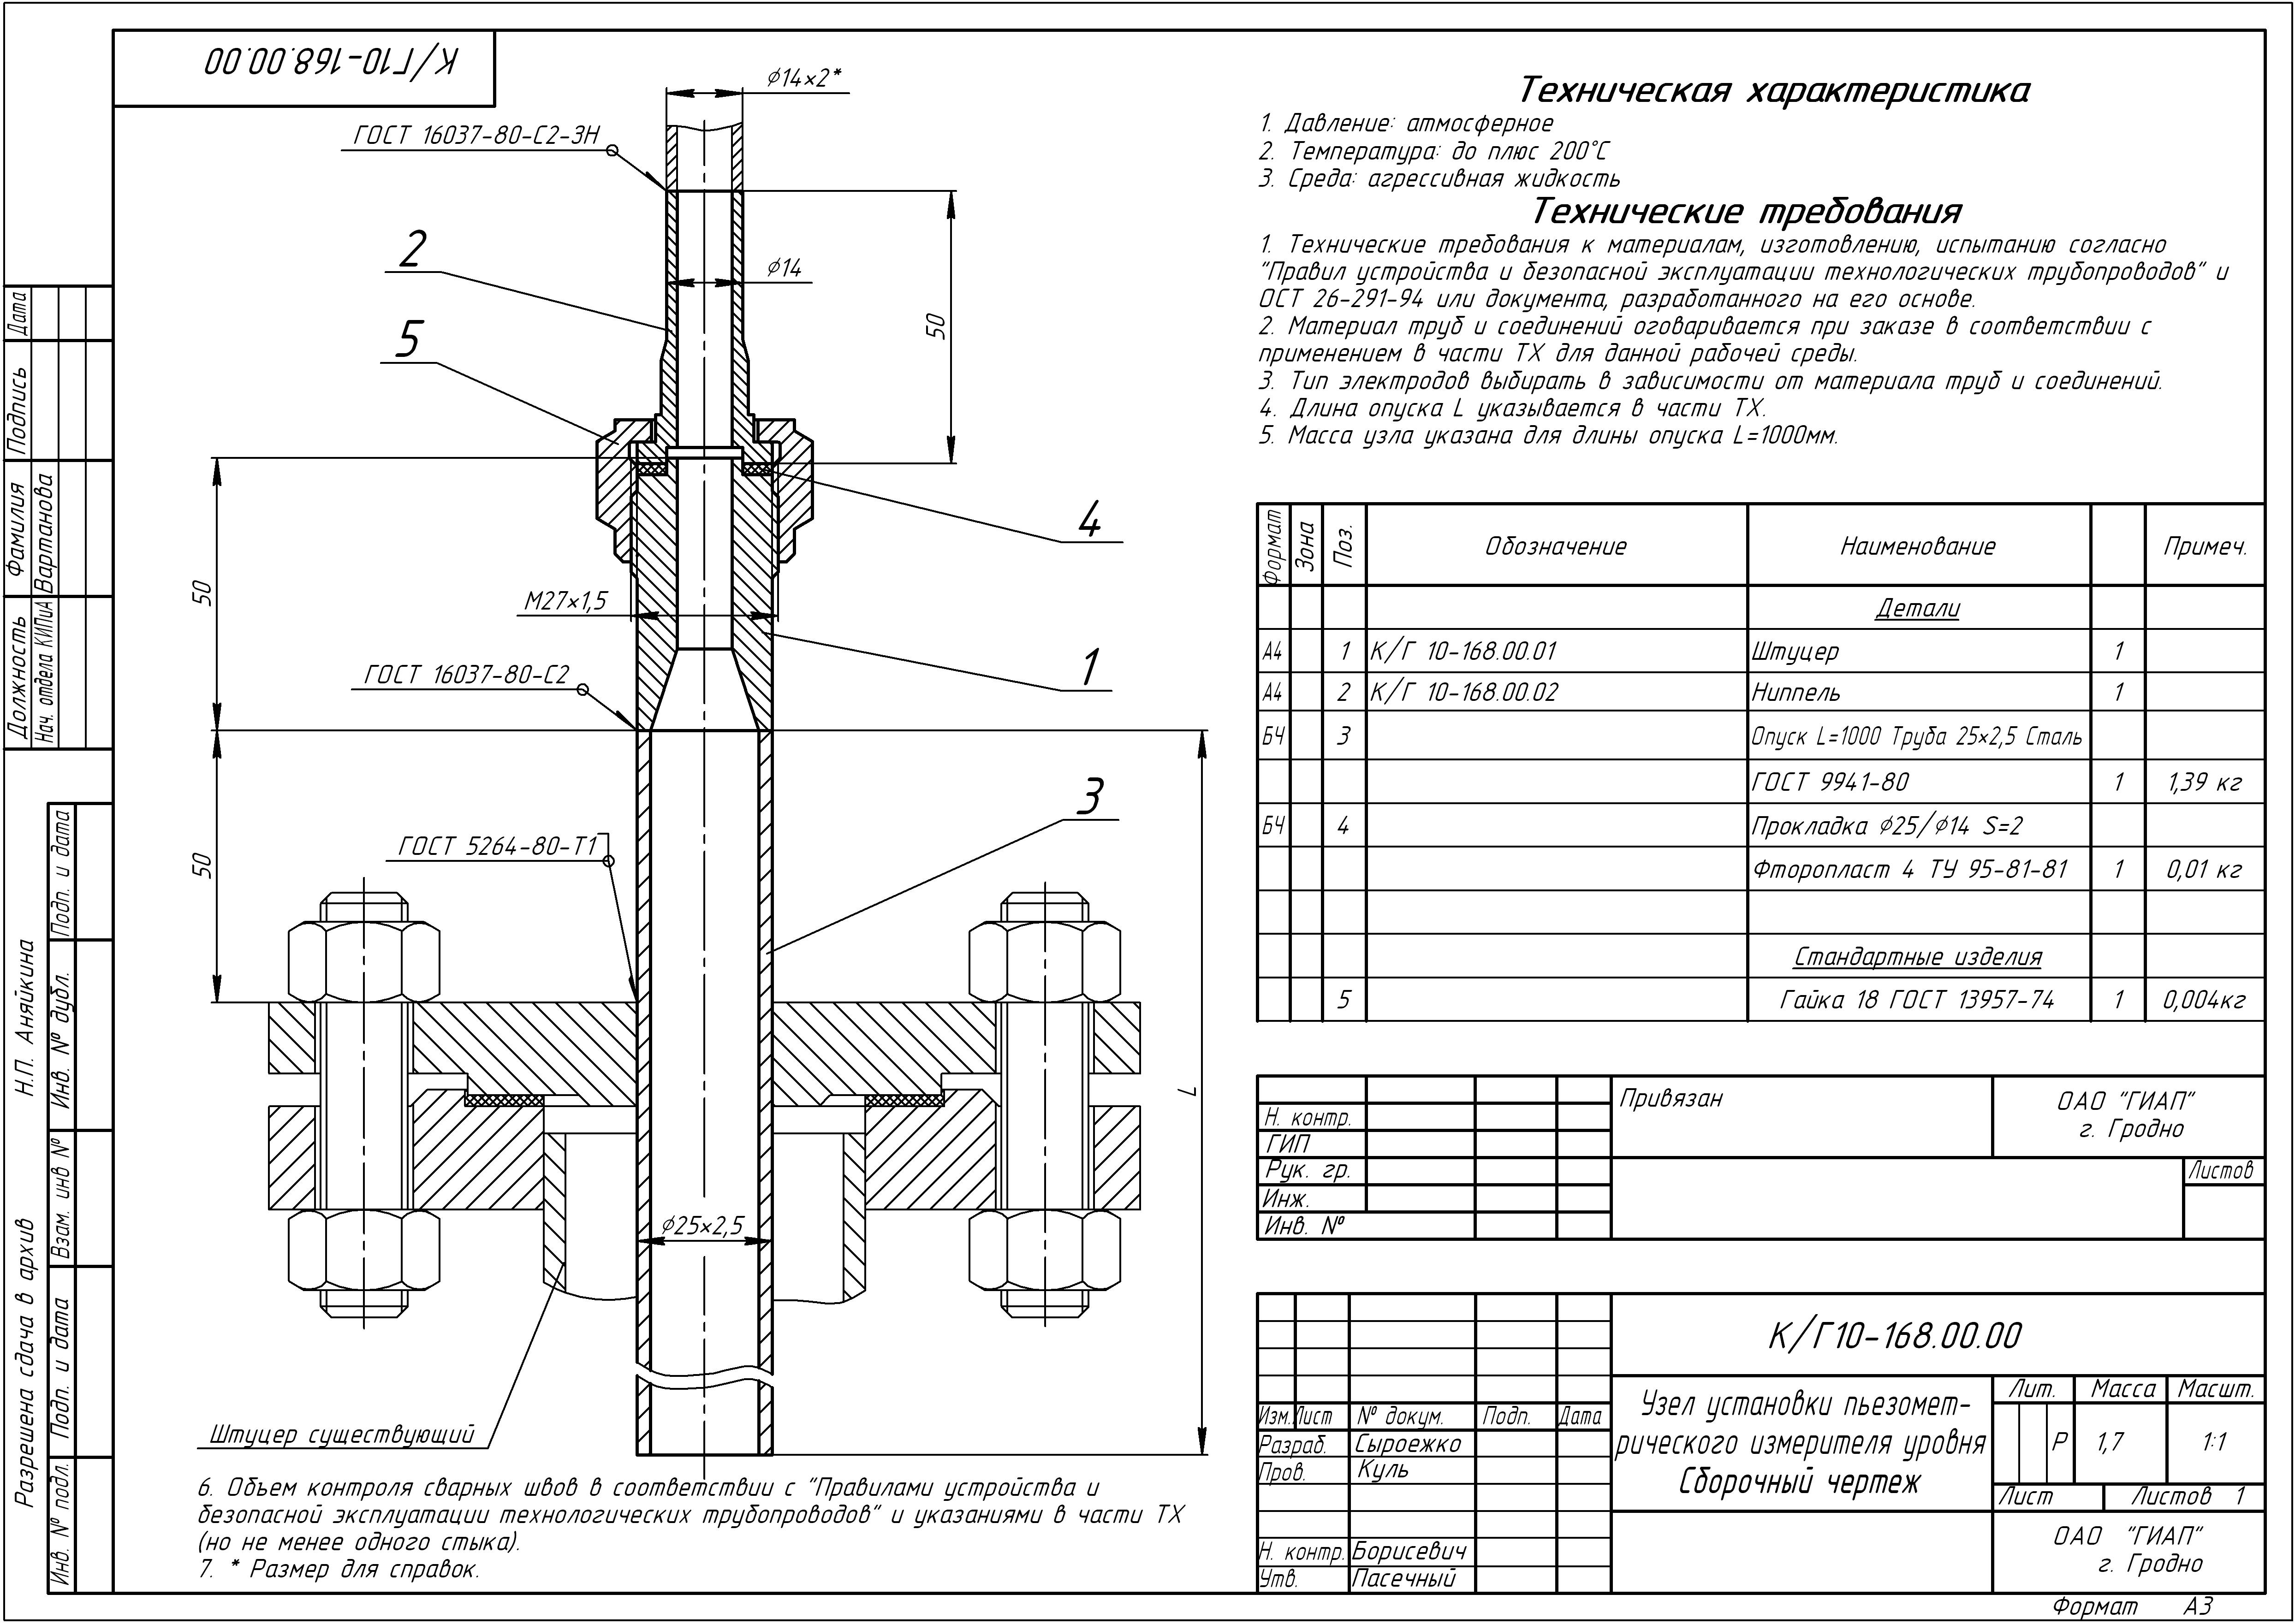 К/Г10-168.00.00
Ø14×2*
ГОСТ 16037-80-С2-ЗН
2
Ø14
50
5
4
50
М27×1,5
1
ГОСТ 16037-80-С2
3
50
ГОСТ 5264-80-Т1
L
Ø25×2,5
Штуцер существующий
6. Объем контроля сварных швов в соответствии с "Правилами устройства и
безопасной эксплуатации технологических трубопроводов" и указаниями в части ТХ
(но не менее одного стыка).
7. * Размер для справок.
Техническая характеристика
1. Давление: атмосферное
2. Температура: до плюс 200°С
3. Среда: агрессивная жидкость
Технические требования
1. Технические требования к материалам, изготовлению, испытанию согласно
"Правил устройства и безопасной эксплуатации технологических трубопроводов" и
ОСТ 26-291-94 или документа, разработанного на его основе.
2. Материал труб и соединений оговаривается при заказе в соответствии с
применением в части ТХ для данной рабочей среды.
3. Тип электродов выбирать в зависимости от материала труб и соединений.
4. Длина опуска L указывается в части ТХ.
5. Масса узла указана для длины опуска L=1000мм.
Формат Зона Поз. Обозначение Наименование Примеч.
Детали
А4 1 К/Г 10-168.00.01 Штуцер 1
А4 2 К/Г 10-168.00.02 Ниппель 1
БЧ 3 Опуск L=1000 Труба 25×2,5 Сталь
ГОСТ 9941-80 1 1,39 кг
БЧ 4 Прокладка Ø25/Ø14 S=2
Фторопласт 4 ТУ 95-81-81 1 0,01 кг
Стандартные изделия
5 Гайка 18 ГОСТ 13957-74 1 0,004кг
Привязан
ОАО "ГИАП"
г. Гродно
Н. контр.
ГИП
Рук. гр.
Листов
Инж.
Инв. №
К/Г10-168.00.00
Узел установки пьезомет-
рического измерителя уровня
Сборочный чертеж
Лит. Масса Масшт.
Р 1,7 1:1
Лист Листов 1
Изм. Лист № докум. Подп. Дата
Разраб. Сыроежко
Пров. Куль
Н. контр. Борисевич
Утв. Пасечный
ОАО "ГИАП"
г. Гродно
Формат А3
Должность Фамилия Подпись Дата
Нач. отдела КИПиА Вартанова
Разрешена сдача в архив Н.П. Аняйкина
Инв. № подл. Подп. и дата Взам. инв № Инв. № дубл. Подп. и дата